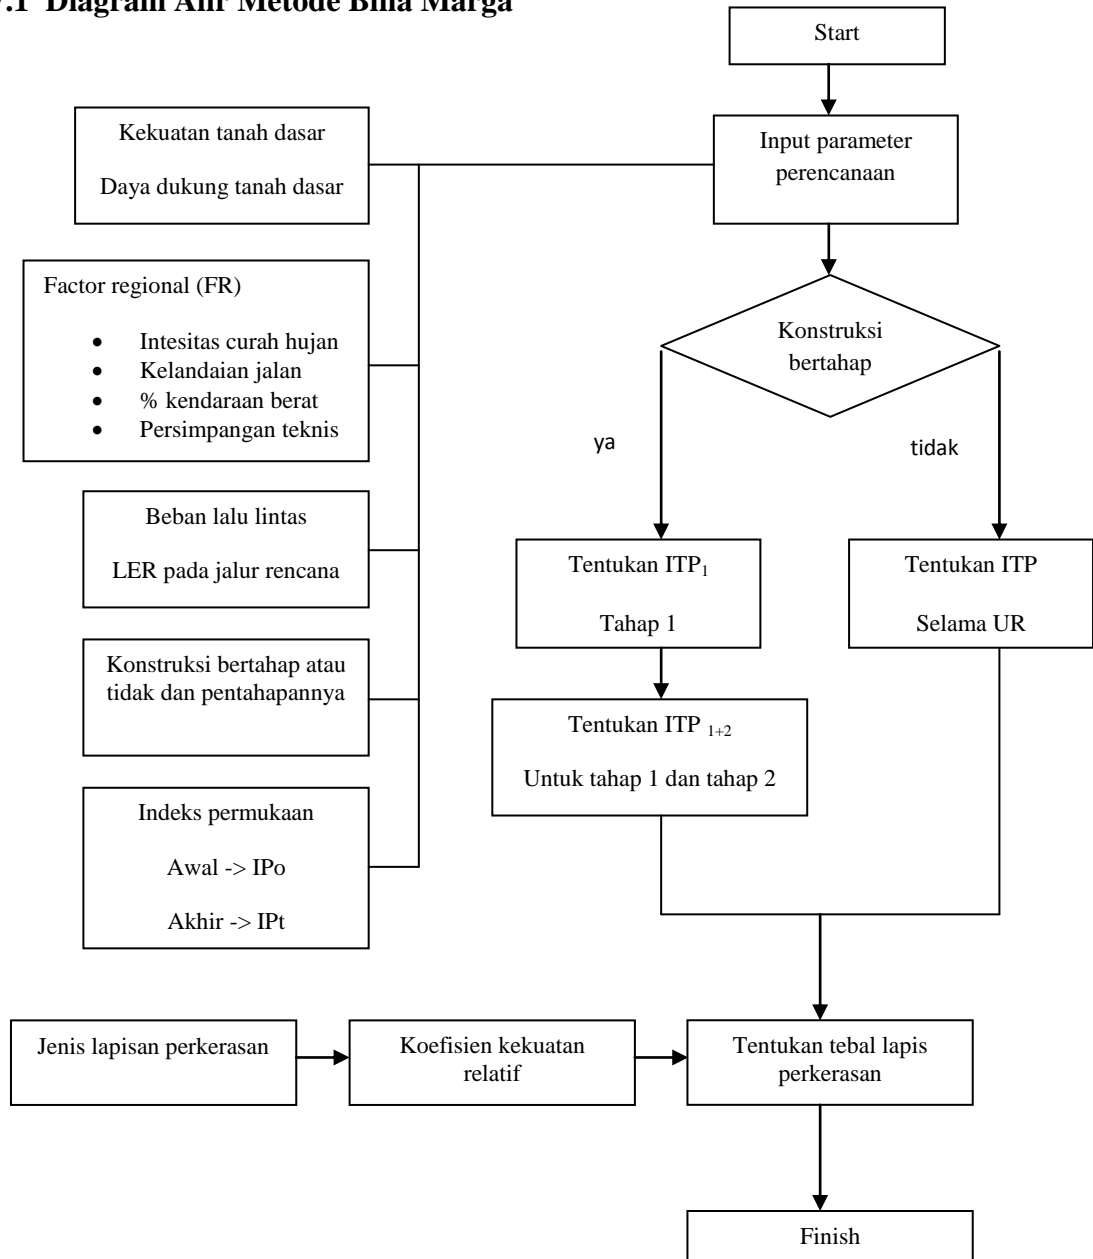 .1 Diagram Alir Metode Bina Marga
Start
Kekuatan tanah dasar
Daya dukung tanah dasar
Input parameter
perencanaan
Factor regional (FR)
• Intesitas curah hujan
• Kelandaian jalan
• % kendaraan berat
• Persimpangan teknis
Konstruksi
bertahap
ya
tidak
Beban lalu lintas
LER pada jalur rencana
Tentukan ITP1
Tahap 1
Tentukan ITP
Selama UR
Konstruksi bertahap atau
tidak dan pentahapannya
Tentukan ITP 1+2
Untuk tahap 1 dan tahap 2
Indeks permukaan
Awal -> IPo
Akhir -> IPt
Jenis lapisan perkerasan
Koefisien kekuatan
relatif
Tentukan tebal lapis
perkerasan
Finish